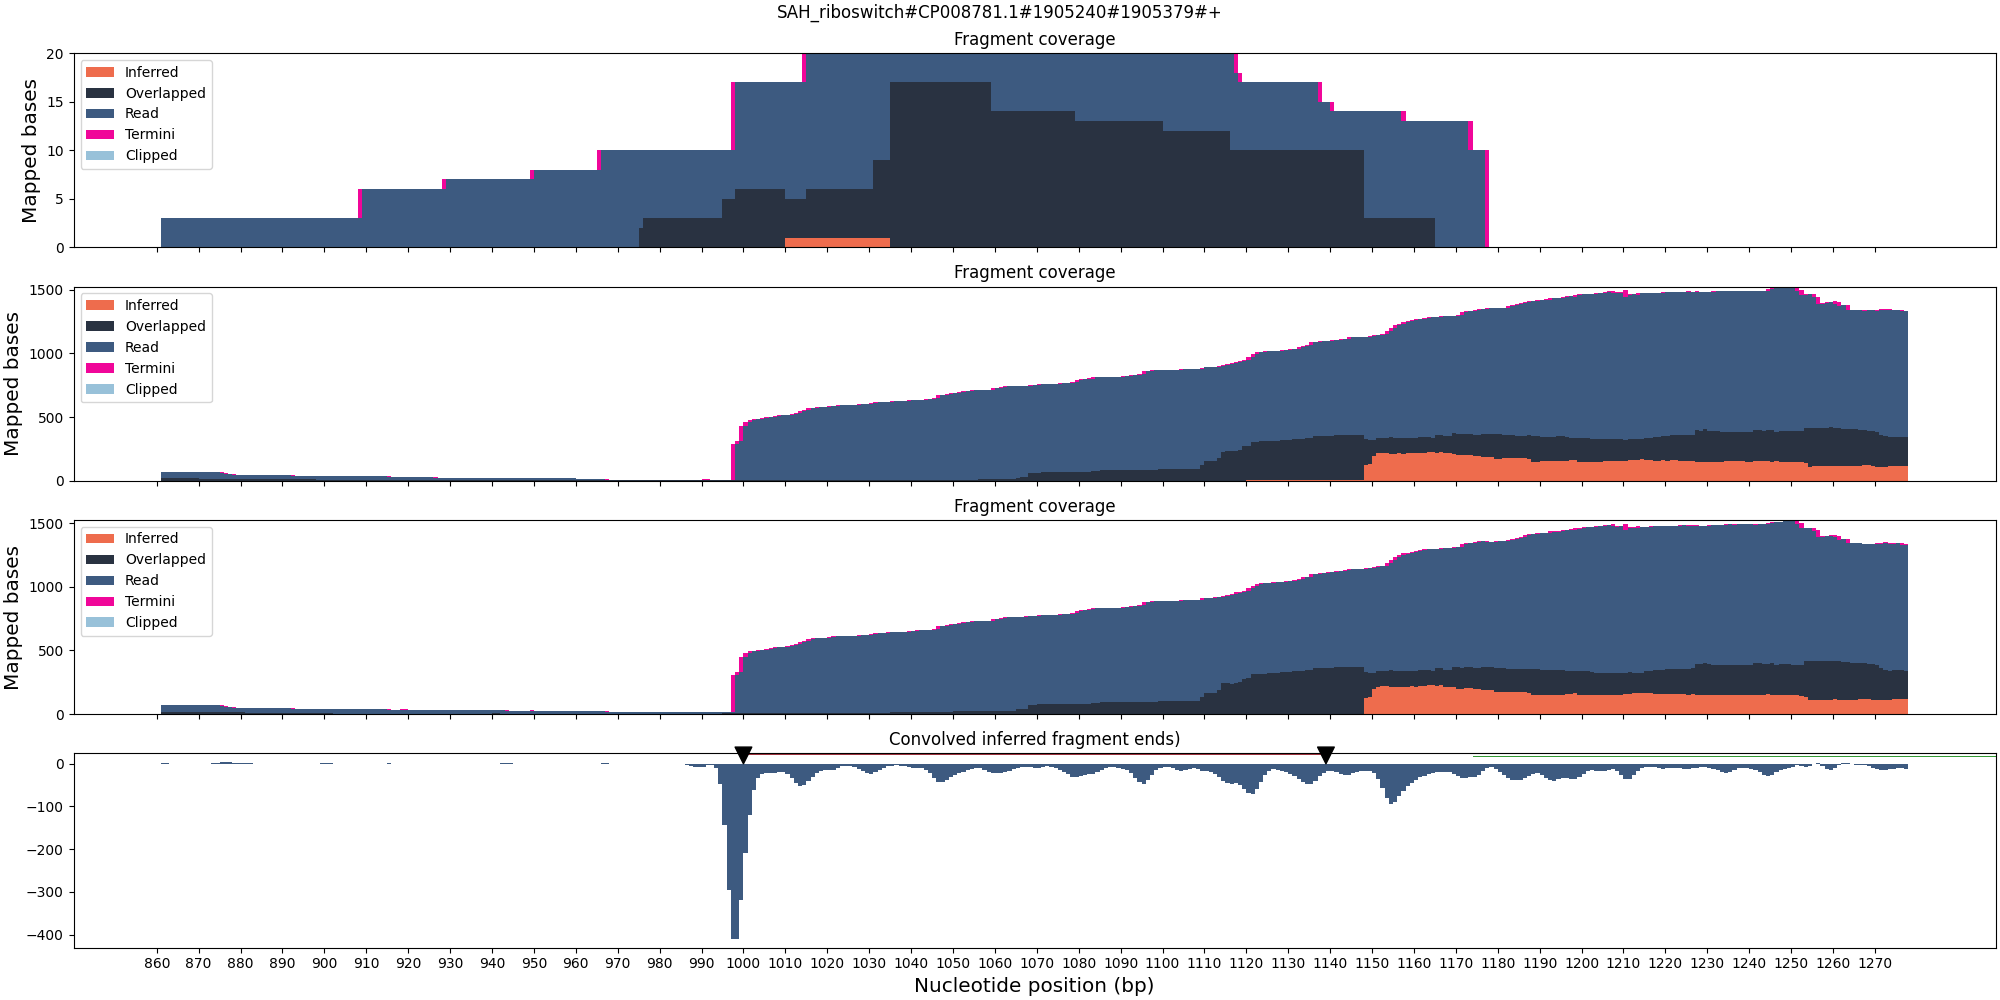 SAH_riboswitch#CP008781.1#1905240#1905379#+
Fragment coverage
Mapped bases
20
15
10
5
0
Inferred
Overlapped
Read
Termini
Clipped
Fragment coverage
Mapped bases
1500
1000
500
0
Inferred
Overlapped
Read
Termini
Clipped
Fragment coverage
Mapped bases
1500
1000
500
0
Inferred
Overlapped
Read
Termini
Clipped
Convolved inferred fragment ends)
0
−100
−200
−300
−400
860 870 880 890 900 910 920 930 940 950 960 970 980 990 1000 1010 1020 1030 1040 1050 1060 1070 1080 1090 1100 1110 1120 1130 1140 1150 1160 1170 1180 1190 1200 1210 1220 1230 1240 1250 1260 1270
Nucleotide position (bp)